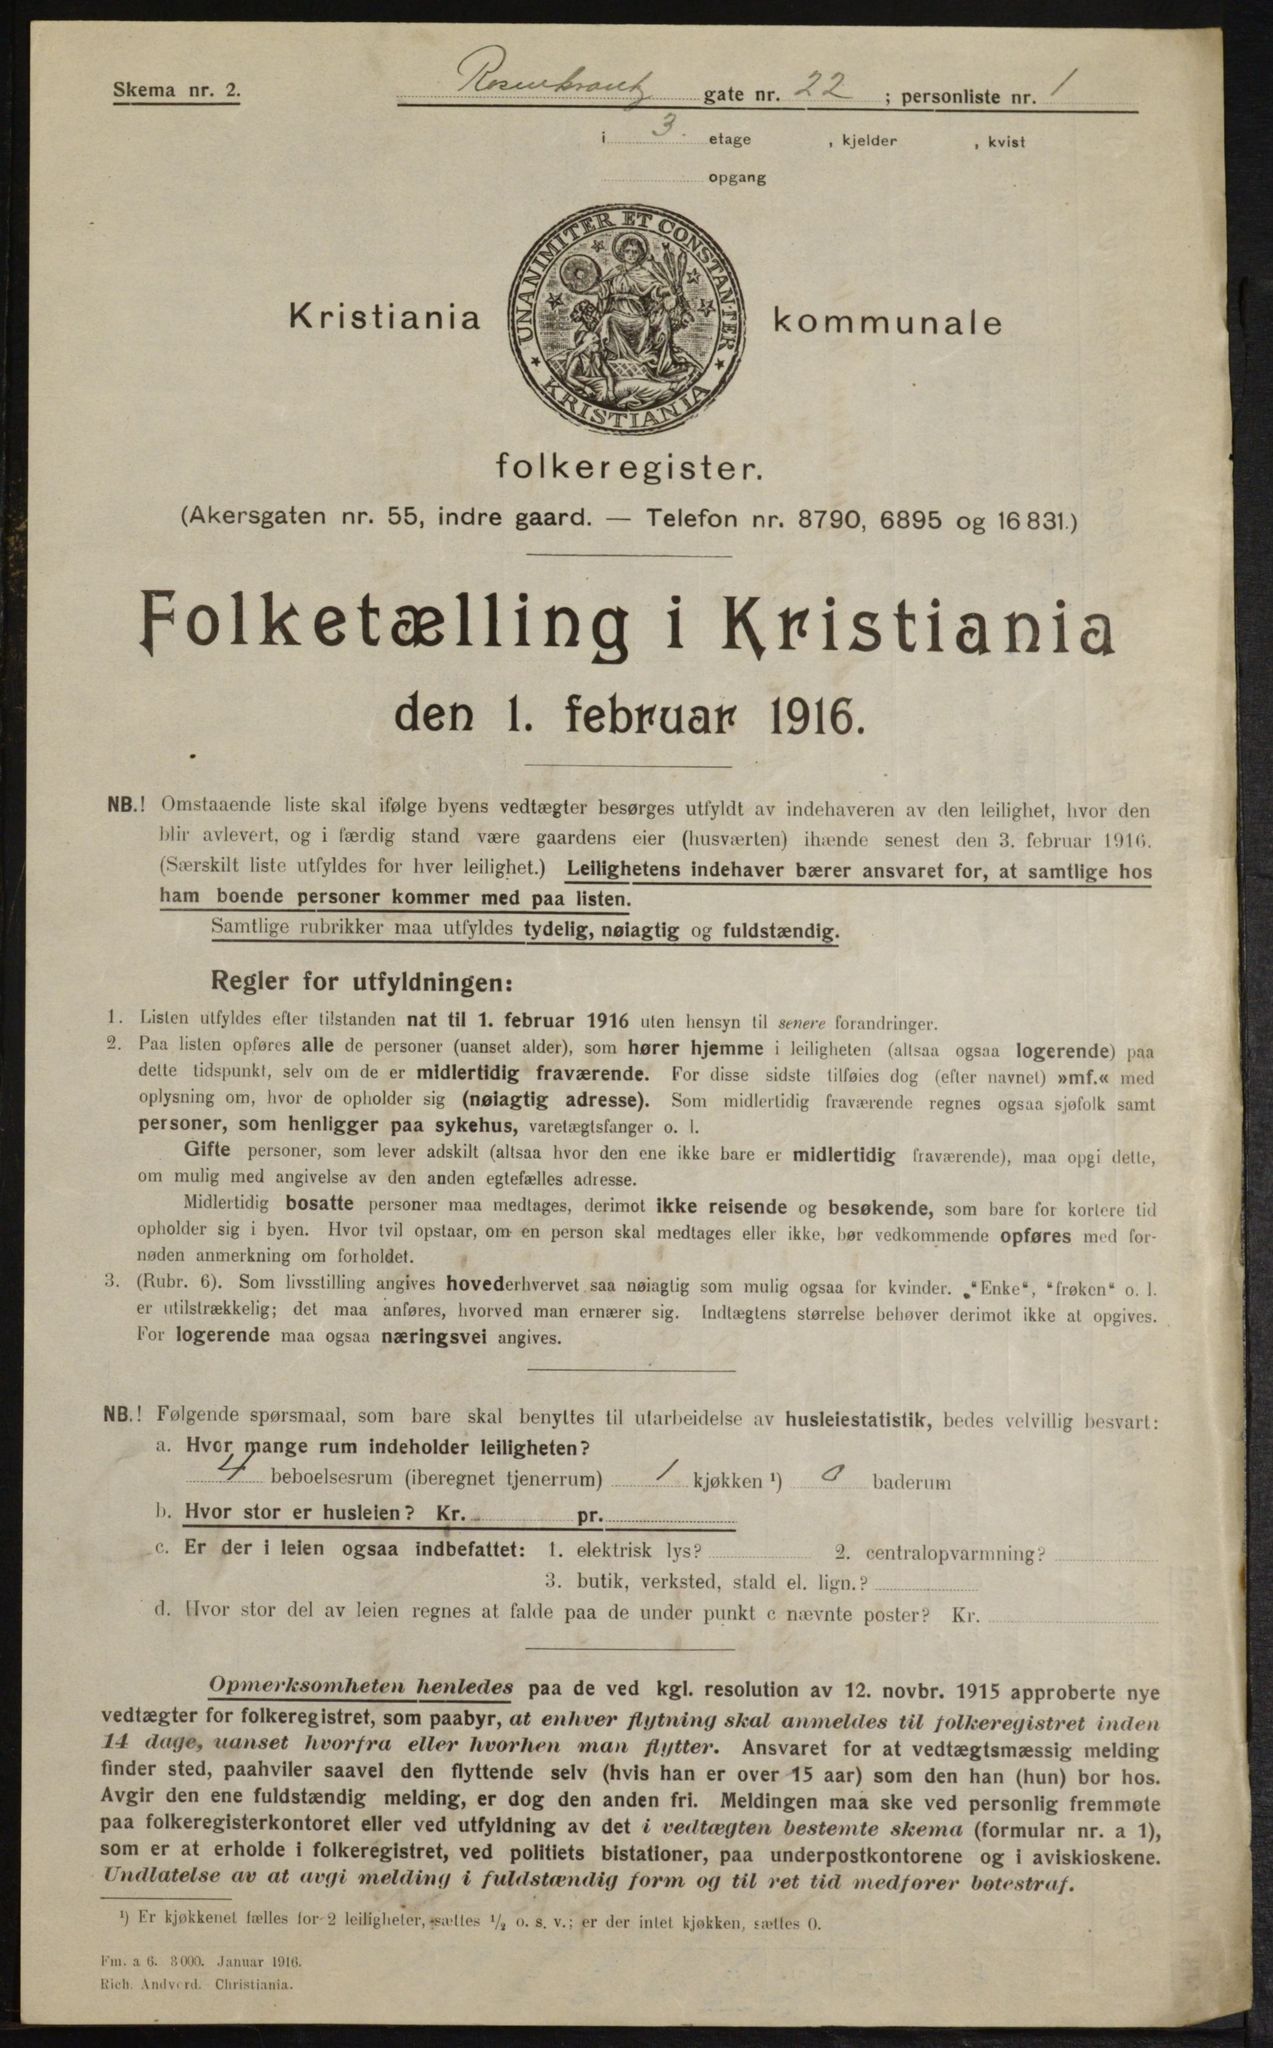 Skema nr. 2.
Rosenkrantz gate nr. 22 ; personliste nr. 1
i 3. etage , kjelder , kvist
opgang
UNANIMITER ET CONSTANTER
KRISTIANIA
Kristiania kommunale
folkeregister.
(Akersgaten nr. 55, indre gaard. — Telefon nr. 8790, 6895 og 16 831.)
Folketælling i Kristiania
den 1. februar 1916.
NB.! Omstaaende liste skal ifølge byens vedtægter besørges utfyldt av indehaveren av den leilighet, hvor den
blir avlevert, og i færdig stand være gaardens eier (husværten) ihænde senest den 3. februar 1916.
(Særskilt liste utfyldes for hver leilighet.) Leilighetens indehaver bærer ansvaret for, at samtlige hos
ham boende personer kommer med paa listen.
Samtlige rubrikker maa utfyldes tydelig, nøiagtig og fuldstændig.
Regler for utfyldningen:
1. Listen utfyldes efter tilstanden nat til 1. februar 1916 uten hensyn til senere forandringer.
2. Paa listen opføres alle de personer (uanset alder), som hører hjemme i leiligheten (altsaa ogsaa logerende) paa
dette tidspunkt, selv om de er midlertidig fraværende. For disse sidste tilføies dog (efter navnet) »mf.« med
oplysning om, hvor de opholder sig (nøiagtig adresse). Som midlertidig fraværende regnes ogsaa sjøfolk samt
personer, som henligger paa sykehus, varetægtsfanger o. l.
Gifte personer, som lever adskilt (altsaa hvor den ene ikke bare er midlertidig fraværende), maa opgi dette,
om mulig med angivelse av den anden egtefælles adresse.
Midlertidig bosatte personer maa medtages, derimot ikke reisende og besøkende, som bare for kortere tid
opholder sig i byen. Hvor tvil opstaar, om en person skal medtages eller ikke, bør vedkommende opføres med for-
nøden anmerkning om forholdet.
3. (Rubr. 6). Som livsstilling angives hovederhvervet saa nøiagtig som mulig ogsaa for kvinder. "Enke", "frøken" o. l.
er utilstrækkelig; det maa anføres, hvorved man ernærer sig. Indtægtens størrelse behøver derimot ikke at opgives.
For logerende maa ogsaa næringsvei angives.
NB.! Følgende spørsmaal, som bare skal benyttes til utarbeidelse av husleiestatistik, bedes velvillig besvart:
a. Hvor mange rum indeholder leiligheten?
4 beboelsesrum (iberegnet tjenerrum) 1 kjøkken ¹) 0 baderum
b. Hvor stor er husleien? Kr. pr.
c. Er der i leien ogsaa indbefattet: 1. elektrisk lys? 2. centralopvarmning?
3. butik, verksted, stald el. lign.?
d. Hvor stor del av leien regnes at falde paa de under punkt c nævnte poster? Kr.
Opmerksomheten henledes paa de ved kgl. resolution av 12. novbr. 1915 approberte nye
vedtægter for folkeregistret, som paabyr, at enhver flytning skal anmeldes til folkeregistret inden
14 dage, uanset hvorfra eller hvorhen man flytter. Ansvaret for at vedtægtsmæssig melding
finder sted, paahviler saavel den flyttende selv (hvis han er over 15 aar) som den han (hun) bor hos.
Avgir den ene fuldstændig melding, er dog den anden fri. Meldingen maa ske ved personlig fremmøte
paa folkeregisterkontoret eller ved utfyldning av det i vedtægten bestemte skema (formular nr. a 1),
som er at erholde i folkeregistret, ved politiets bistationer, paa underpostkontorene og i aviskioskene.
Undlatelse av at avgi melding i fuldstændig form og til ret tid medfører bøtestraf.
¹) Er kjøkkenet fælles for 2 leiligheter, sættes ½ o. s. v.; er der intet kjøkken, sættes 0.
Fm. a 6. 8000. Januar 1916.
Rich. Andvord. Christiania.